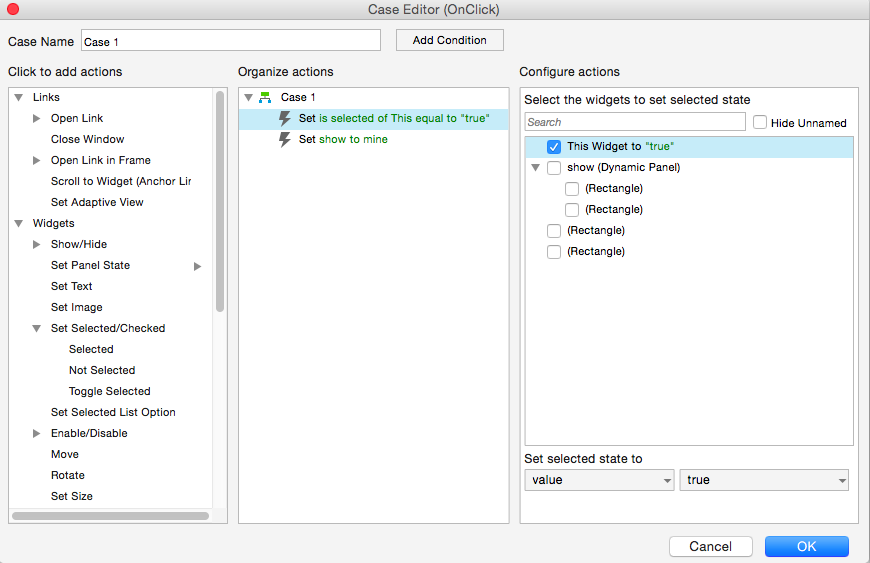 Case Editor (OnClick)
Case Name Case 1 Add Condition
Click to add actions
Links
Open Link
Close Window
Open Link in Frame
Scroll to Widget (Anchor Lin
Set Adaptive View
Widgets
Show/Hide
Set Panel State
Set Text
Set Image
Set Selected/Checked
Selected
Not Selected
Toggle Selected
Set Selected List Option
Enable/Disable
Move
Rotate
Set Size
Organize actions
Case 1
Set is selected of This equal to "true"
Set show to mine
Configure actions
Select the widgets to set selected state
Search Hide Unnamed
This Widget to "true"
show (Dynamic Panel)
(Rectangle)
(Rectangle)
(Rectangle)
(Rectangle)
Set selected state to
value true
Cancel OK